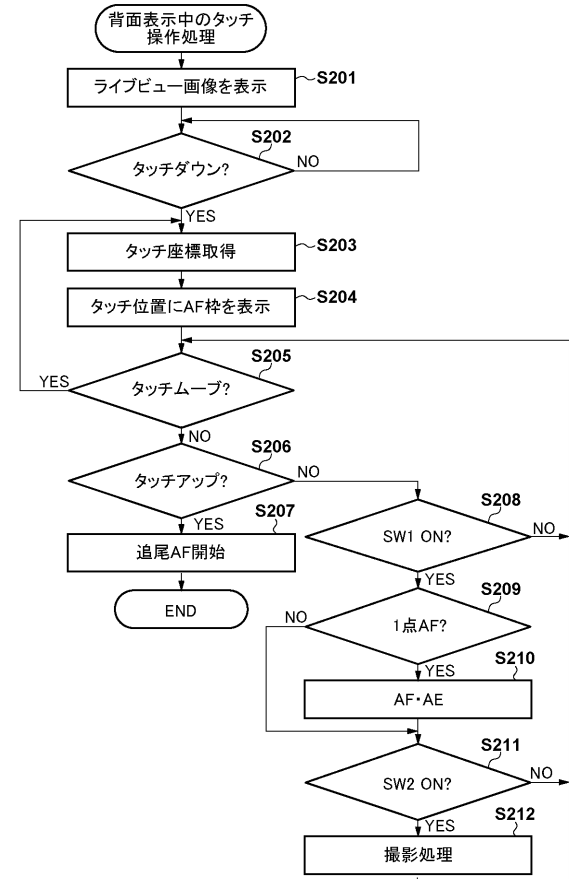 背面表示中のタッチ
操作処理
ライブビュー画像を表示
S201
S202
タッチダウン?
NO
YES
タッチ座標取得
S203
タッチ位置にAF枠を表示
S204
S205
YES
タッチムーブ?
NO
S206
タッチアップ?
NO
YES
S207
追尾AF開始
END
S208
SW1 ON?
NO
YES
S209
NO
1点AF?
YES
S210
AF・AE
S211
SW2 ON?
NO
YES
S212
撮影処理